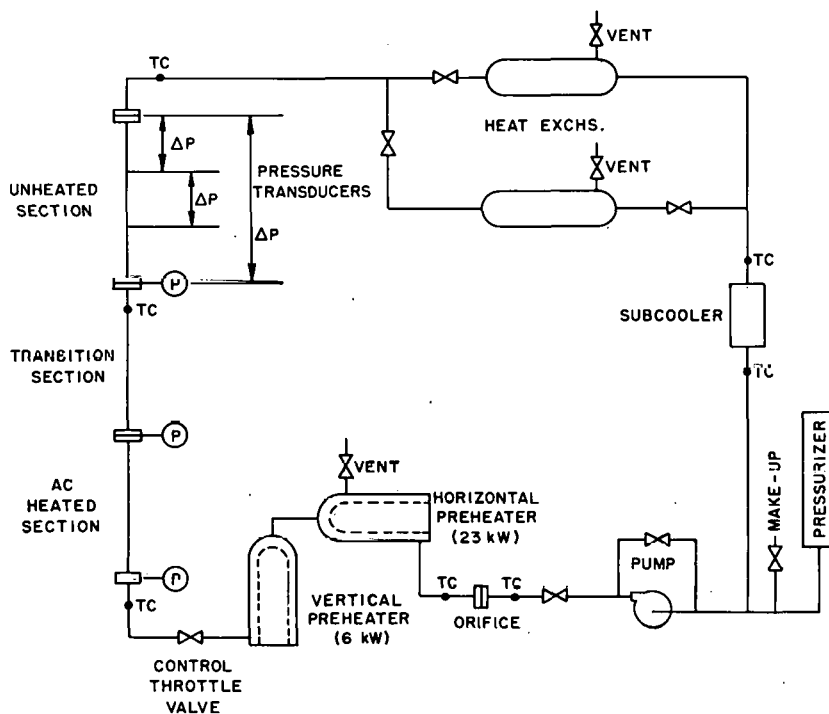 TC
VENT
HEAT EXCHS.
ΔP
PRESSURE
TRANSDUCERS
VENT
UNHEATED
SECTION
ΔP
ΔP
P
TC
TC
SUBCOOLER
TC
TRANSITION
SECTION
P
AC
HEATED
SECTION
VENT
HORIZONTAL
PREHEATER
(23 kW)
MAKE-UP
PRESSURIZER
P
TC
VERTICAL
PREHEATER
(6 kW)
TC
TC
ORIFICE
PUMP
CONTROL
THROTTLE
VALVE